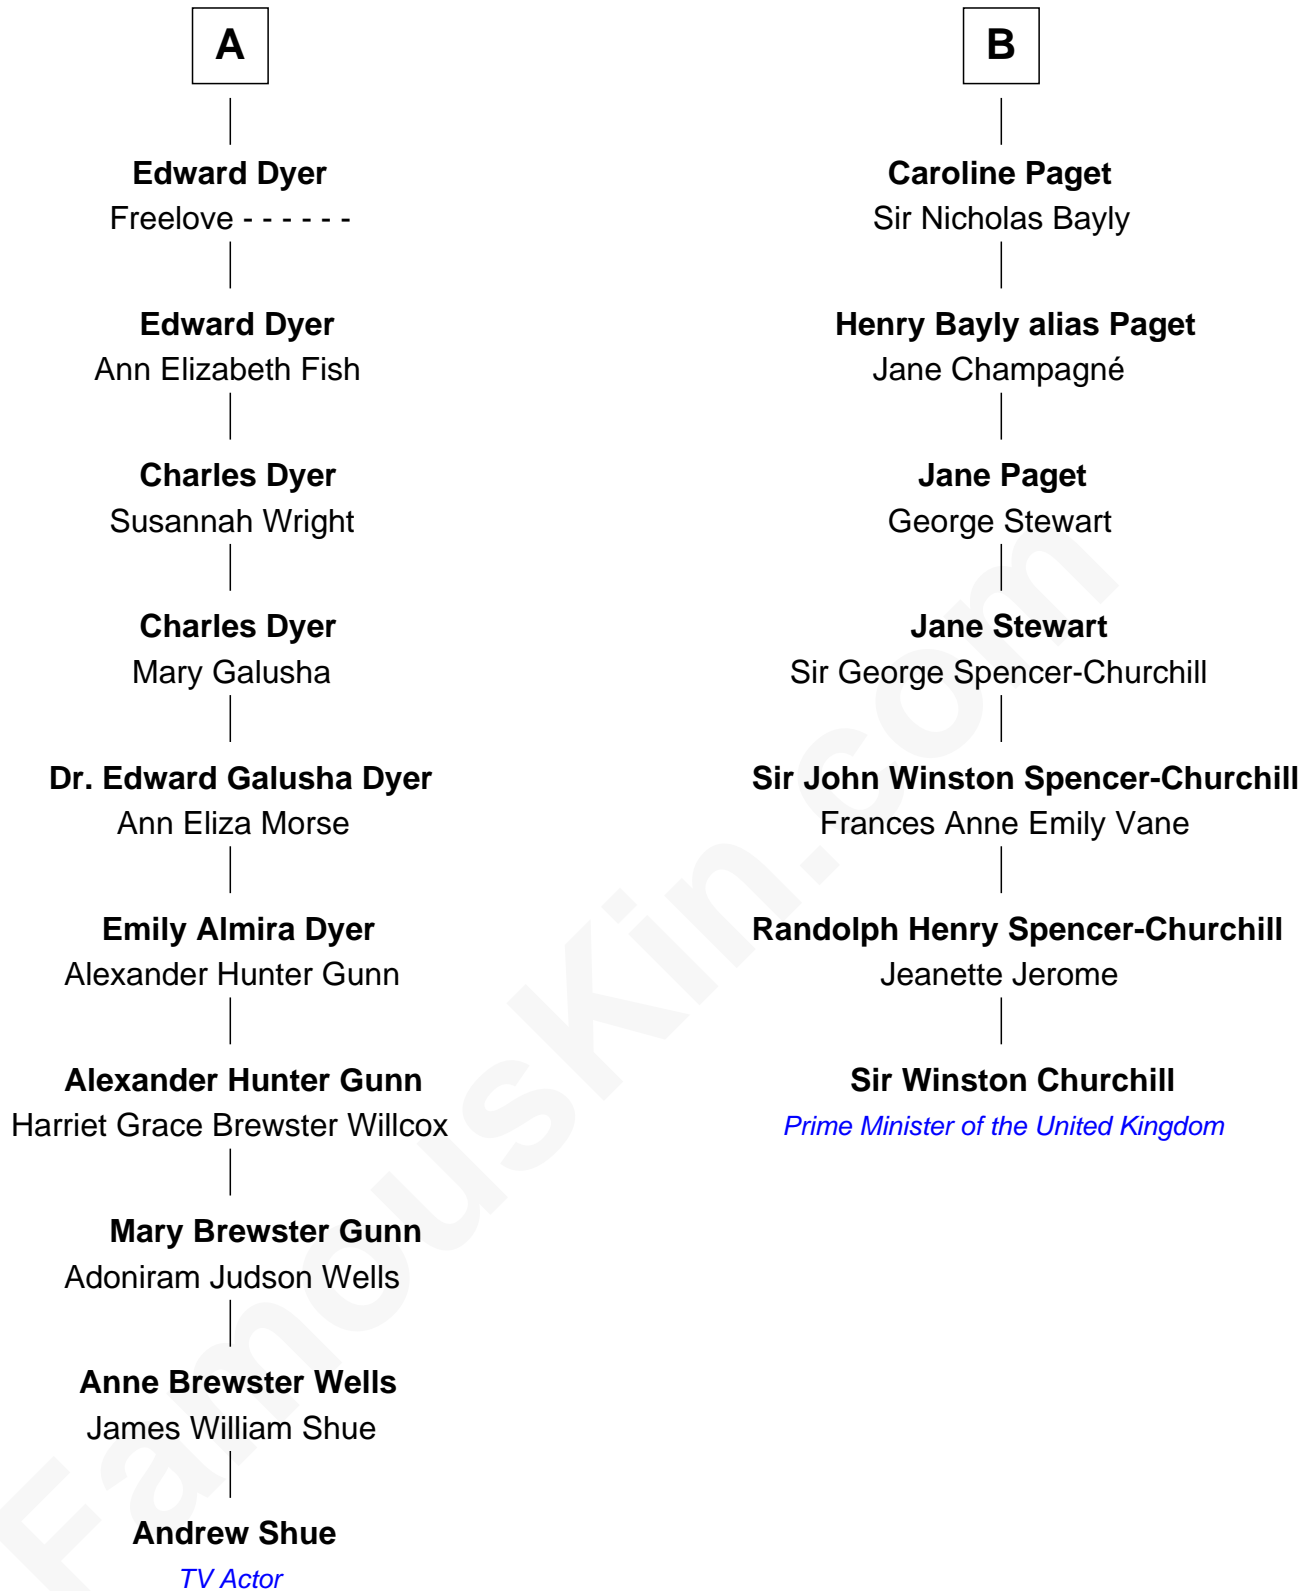 A
Edward Dyer
Freelove - - - - - -
Edward Dyer
Ann Elizabeth Fish
Charles Dyer
Susannah Wright
Charles Dyer
Mary Galusha
Dr. Edward Galusha Dyer
Ann Eliza Morse
Emily Almira Dyer
Alexander Hunter Gunn
Alexander Hunter Gunn
Harriet Grace Brewster Willcox
Mary Brewster Gunn
Adoniram Judson Wells
Anne Brewster Wells
James William Shue
Andrew Shue
TV Actor
B
Caroline Paget
Sir Nicholas Bayly
Henry Bayly alias Paget
Jane Champagné
Jane Paget
George Stewart
Jane Stewart
Sir George Spencer-Churchill
Sir John Winston Spencer-Churchill
Frances Anne Emily Vane
Randolph Henry Spencer-Churchill
Jeanette Jerome
Sir Winston Churchill
Prime Minister of the United Kingdom
FamousKin.com